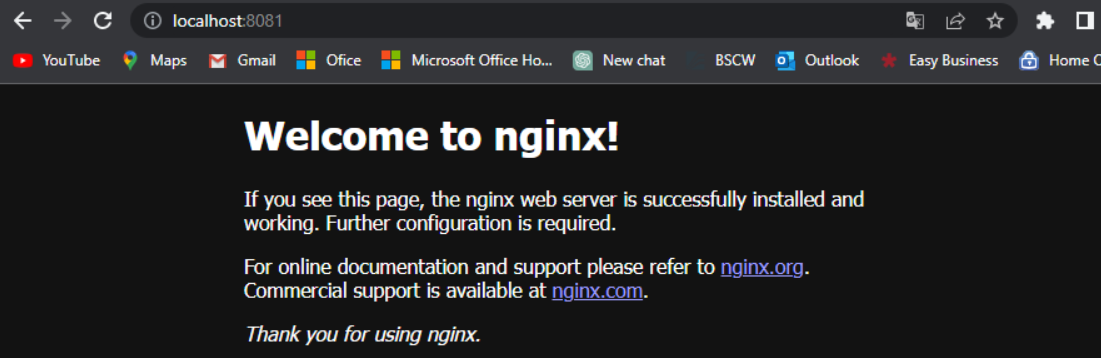 localhost:8081
YouTube Maps Gmail Ofice Microsoft Office Ho... New chat BSCW Outlook Easy Business Home C
Welcome to nginx!
If you see this page, the nginx web server is successfully installed and
working. Further configuration is required.
For online documentation and support please refer to nginx.org.
Commercial support is available at nginx.com.
Thank you for using nginx.